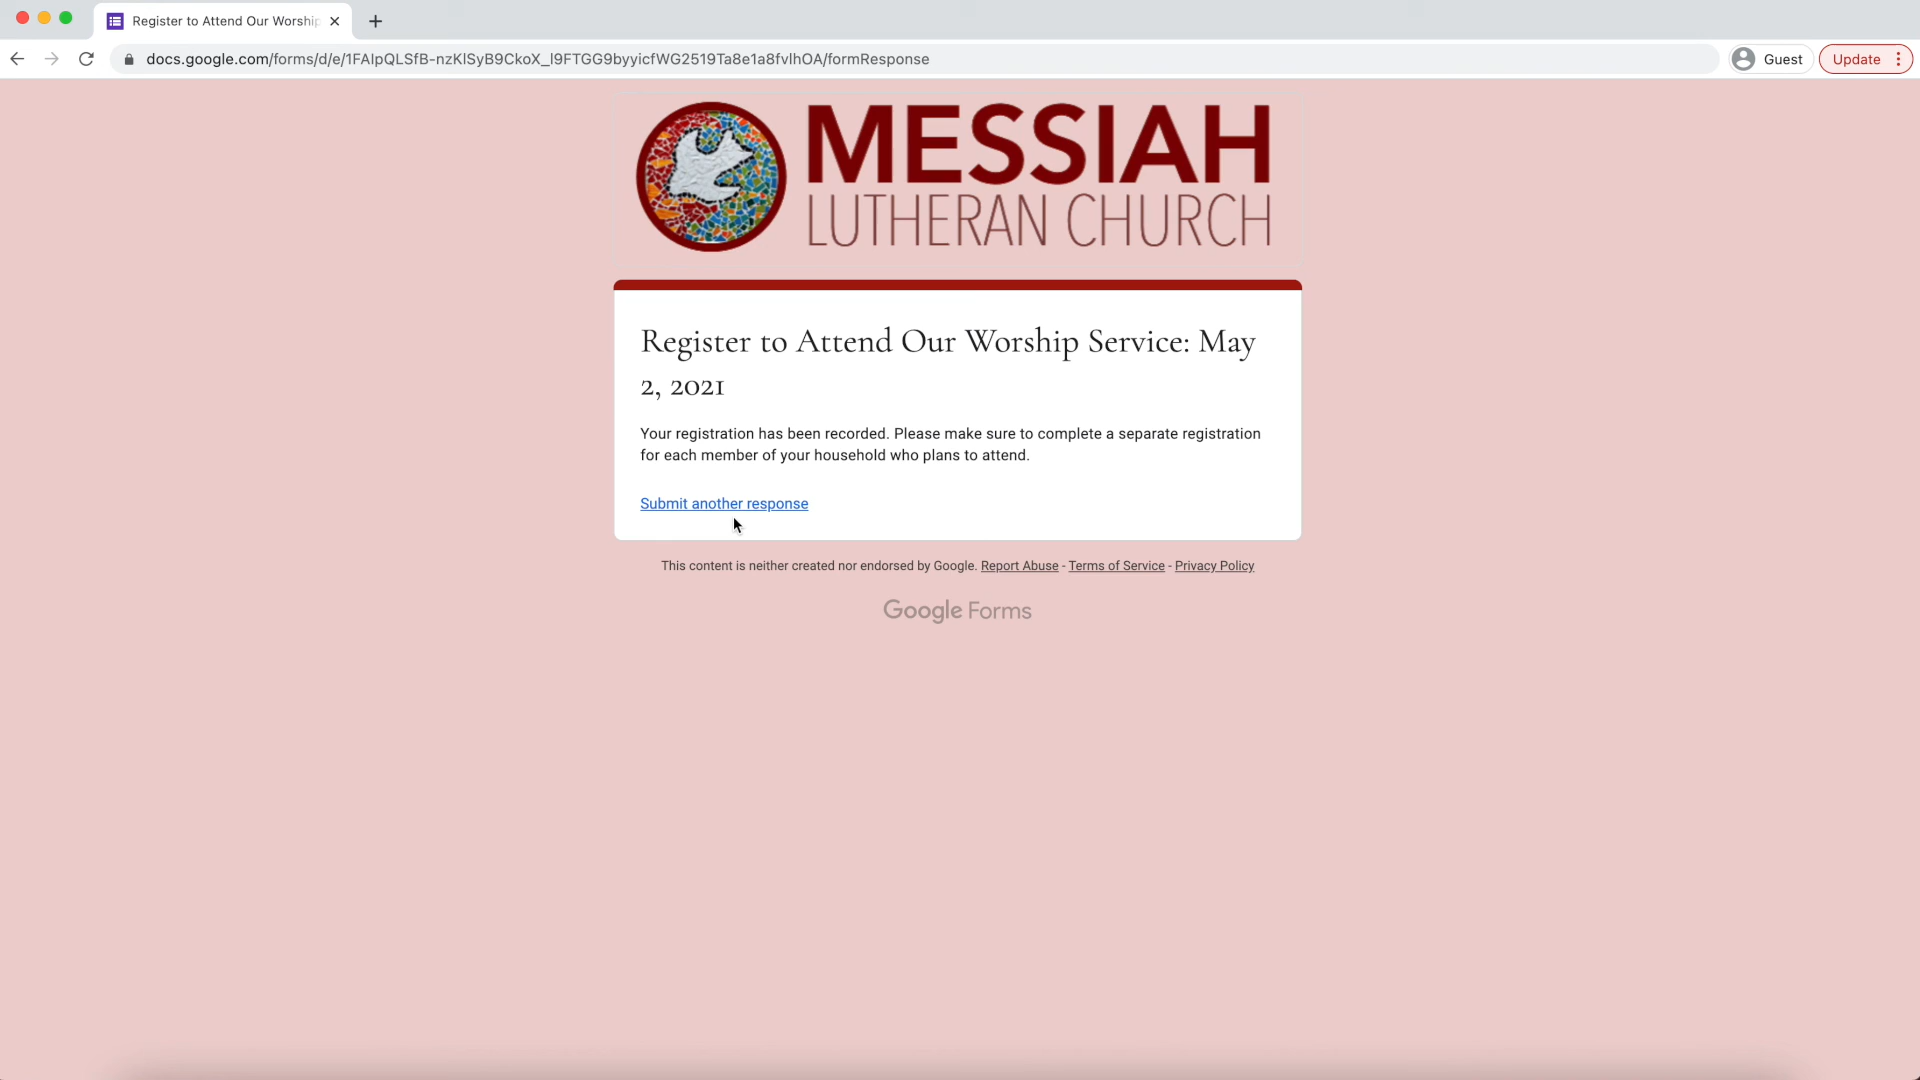 Register to Attend Our Worship
docs.google.com/forms/d/e/1FAIpQLSfB-nzKlSyB9CkoX_l9FTGG9byyicfWG2519Ta8e1a8fvlhOA/formResponse
Guest
Update
MESSIAH
LUTHERAN CHURCH
Register to Attend Our Worship Service: May
2, 2021
Your registration has been recorded. Please make sure to complete a separate registration
for each member of your household who plans to attend.
Submit another response
This content is neither created nor endorsed by Google. Report Abuse - Terms of Service - Privacy Policy
Google Forms